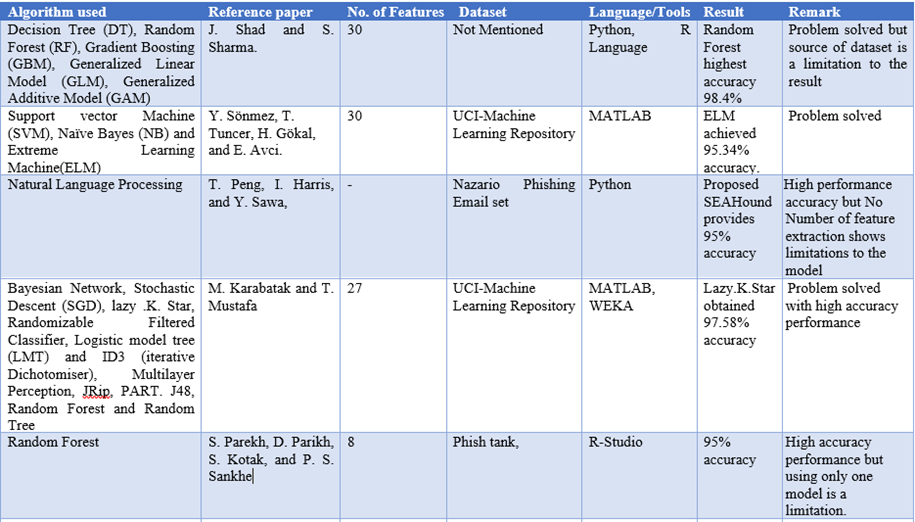 Algorithm used Reference paper No. of Features Dataset Language/Tools Result Remark
Decision Tree (DT), Random
Forest (RF), Gradient Boosting
(GBM), Generalized Linear
Model (GLM), Generalized
Additive Model (GAM)
J. Shad and S.
Sharma.
30
Not Mentioned
Python, R
Language
Random
Forest
highest
accuracy
98.4%
Problem solved but
source of dataset is
a limitation to the
result
Support vector Machine
(SVM), Naïve Bayes (NB) and
Extreme Learning
Machine(ELM)
Y. Sönmez, T.
Tuncer, H. Gökal,
and E. Avci.
30
UCI-Machine
Learning Repository
MATLAB
ELM
achieved
95.34%
accuracy.
Problem solved
Natural Language Processing
T. Peng, I. Harris,
and Y. Sawa,
-
Nazario Phishing
Email set
Python
Proposed
SEAHound
provides
95%
accuracy
High performance
accuracy but No
Number of feature
extraction shows
limitations to the
model
Bayesian Network, Stochastic
Descent (SGD), lazy .K. Star,
Randomizable Filtered
Classifier, Logistic model tree
(LMT) and ID3 (iterative
Dichotomiser), Multilayer
Perception, JRip, PART. J48,
Random Forest and Random
Tree
M. Karabatak and T.
Mustafa
27
UCI-Machine
Learning Repository
MATLAB,
WEKA
Lazy.K.Star
obtained
97.58%
accuracy
Problem solved
with high accuracy
performance
Random Forest
S. Parekh, D. Parikh,
S. Kotak, and P. S.
Sankhe
8
Phish tank,
R-Studio
95%
accuracy
High accuracy
performance but
using only one
model is a
limitation.